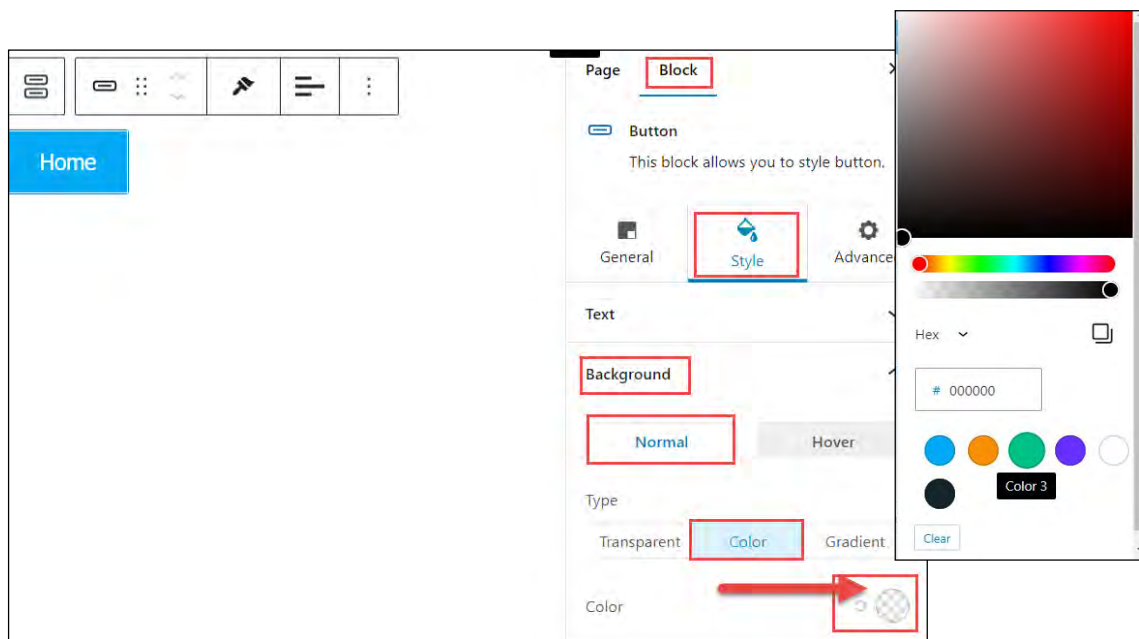 Page Block
Home
Button
This block allows you to style button.
General Style Advance
Text
Background
Normal Hover
Type
Transparent Color Gradient
Color
Hex
# 000000
Color 3
Clear